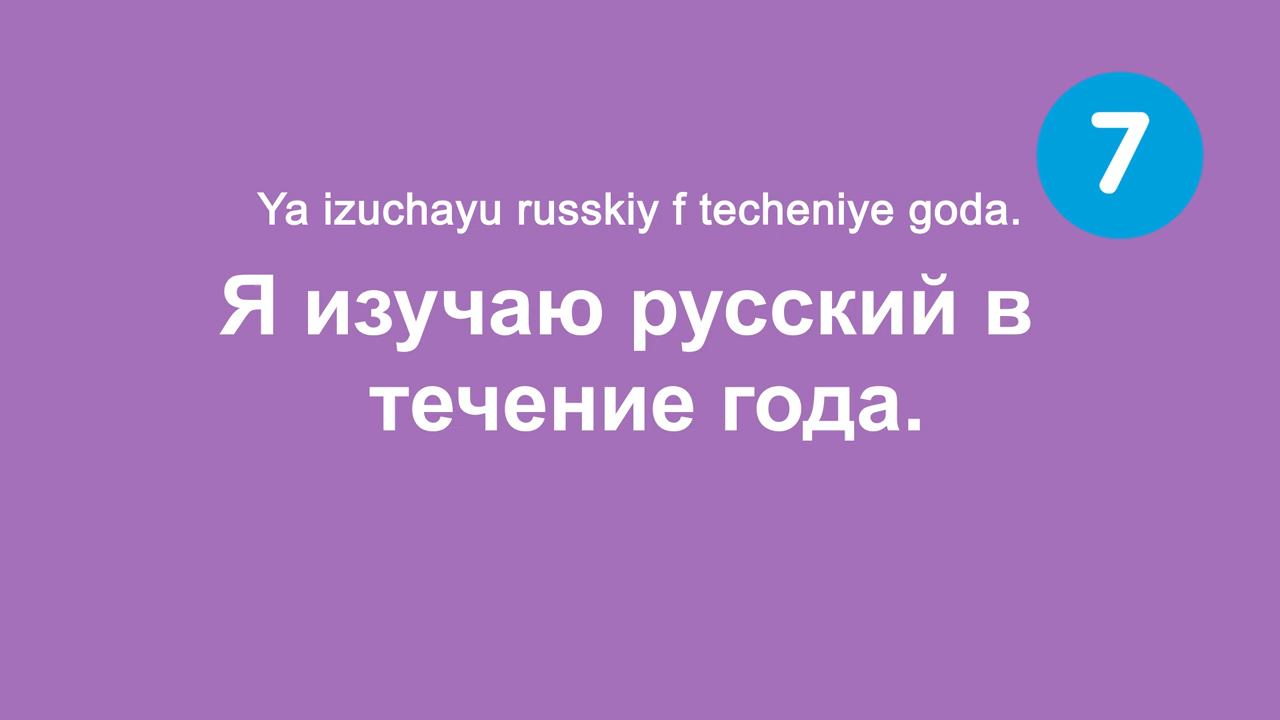 7
Ya izuchayu russkiy f techeniye goda.
Я изучаю русский в
течение года.